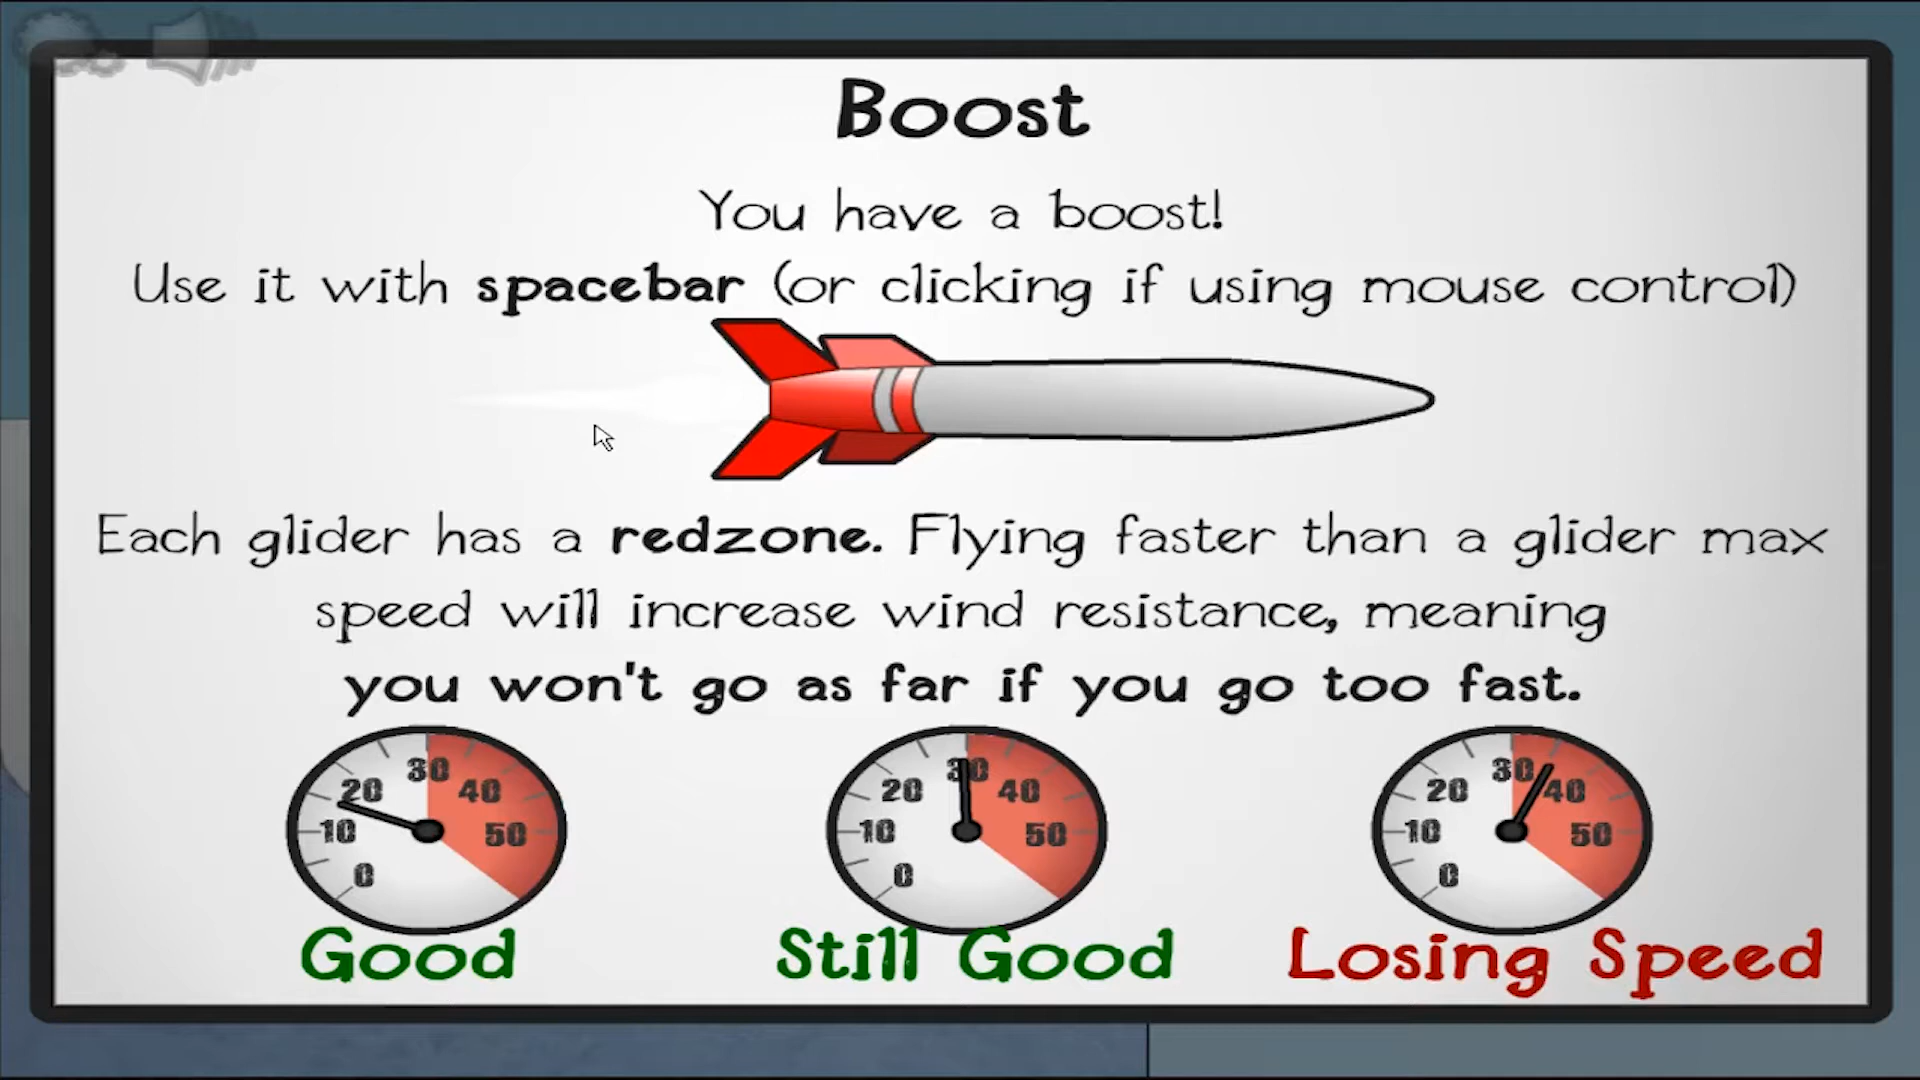 Boost
You have a boost!
Use it with spacebar (or clicking if using mouse control)
Each glider has a redzone. Flying faster than a glider max
speed will increase wind resistance, meaning
you won't go as far if you go too fast.
0 10 20 30 40 50
0 10 20 30 40 50
0 10 20 30 40 50
Good
Still Good
Losing Speed